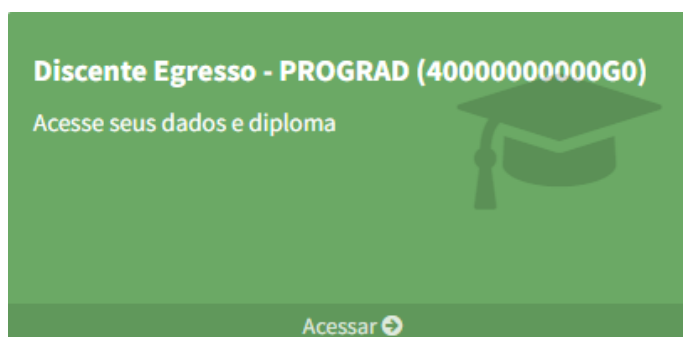 Discente Egresso - PROGRAD (40000000000G0)
Acesse seus dados e diploma
Acessar